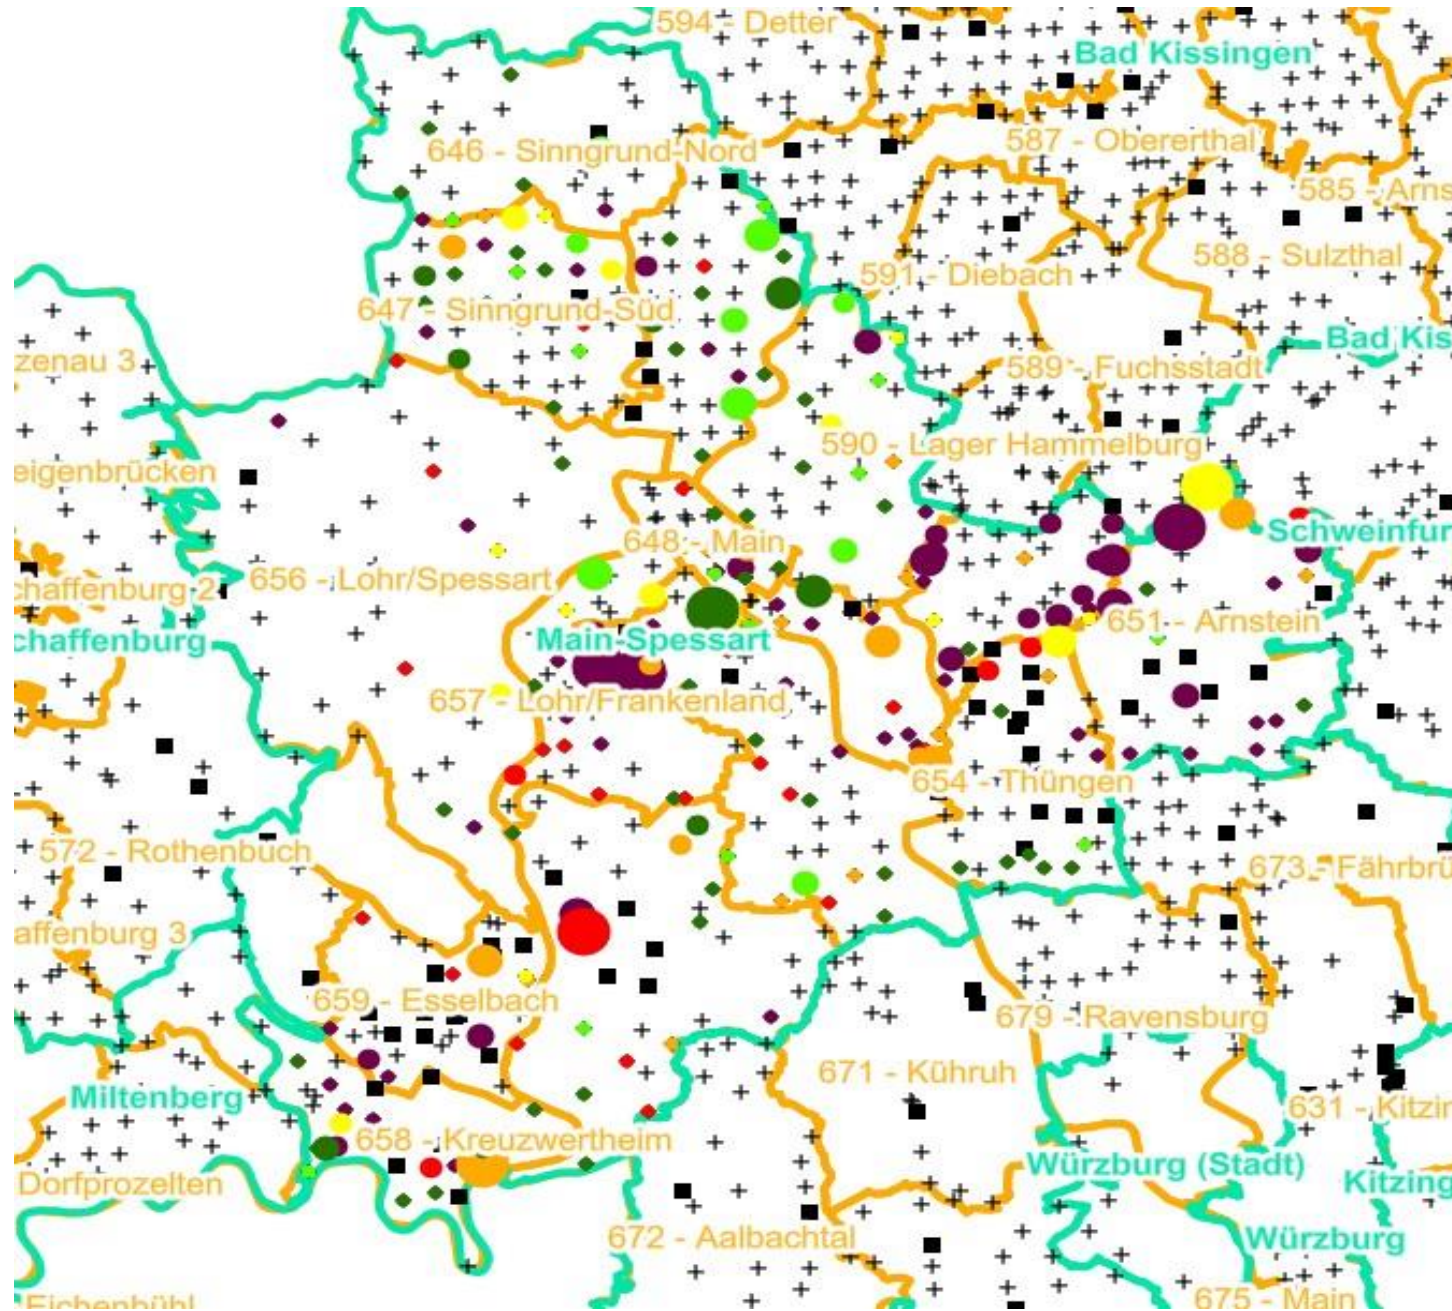 594 - Detter
Bad Kissingen
587 - Obererthal
646 - Sinngrund-Nord
585 - Arns
588 - Sulzthal
591 - Diebach
647 - Sinngrund-Süd
Bad Kis
zenau 3
589 - Fuchsstadt
590 - Lager Hammelburg
eigenbrücken
Schweinfur
648 - Main
656 - Lohr/Spessart
chaffenburg 2
651 - Arnstein
Main-Spessart
chaffenburg
657 - Lohr/Frankenland
654 - Thüngen
572 - Rothenbuch
673 - Fährbrü
affenburg 3
659 - Esselbach
679 - Ravensburg
671 - Kühruh
Miltenberg
631 - Kitzin
658 - Kreuzwertheim
Würzburg (Stadt)
Dorfprozelten
Kitzing
672 - Aalbachtal
Würzburg
675 - Main
Eichenbühl